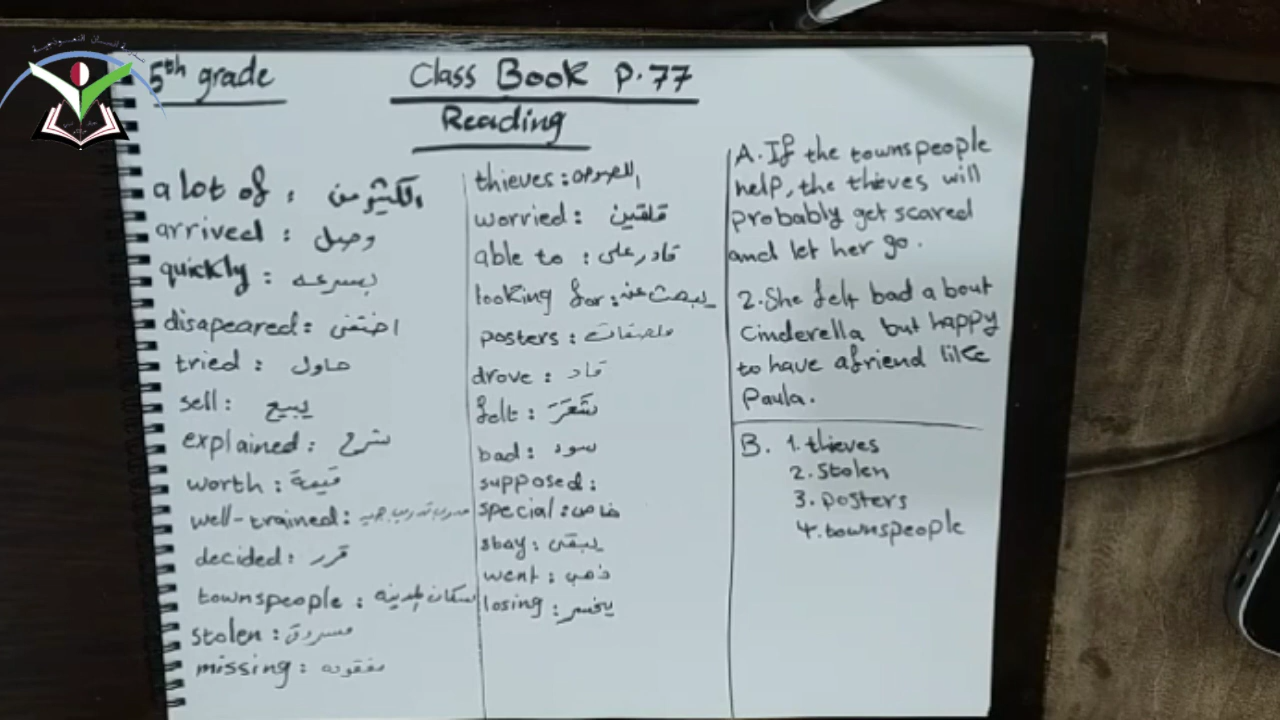 5th grade
Class Book P.77
Reading
a lot of : الكثير من
arrived : وصل
quickly : بسرعه
disapeared : اختفى
tried : حاول
sell : يبيع
explained : شرح
worth : قيمة
well-trained : مدرب تدريب جيد
decided : قرر
townspeople : سكان المدينه
stolen : مسروق
missing : مفقوده
thieves : اللصوص
worried : قلقين
able to : قادر على
looking for : يبحث عن
posters : ملصقات
drove : قاد
felt : شعرت
bad : سوء
supposed :
special : خاص
stay : يبقى
went : ذهب
losing : يخسر
A. If the townspeople
help, the thieves will
probably get scared
and let her go.
2. She felt bad about
Cinderella but happy
to have a friend like
Paula.
B. 1. thieves
2. Stolen
3. posters
4. townspeople